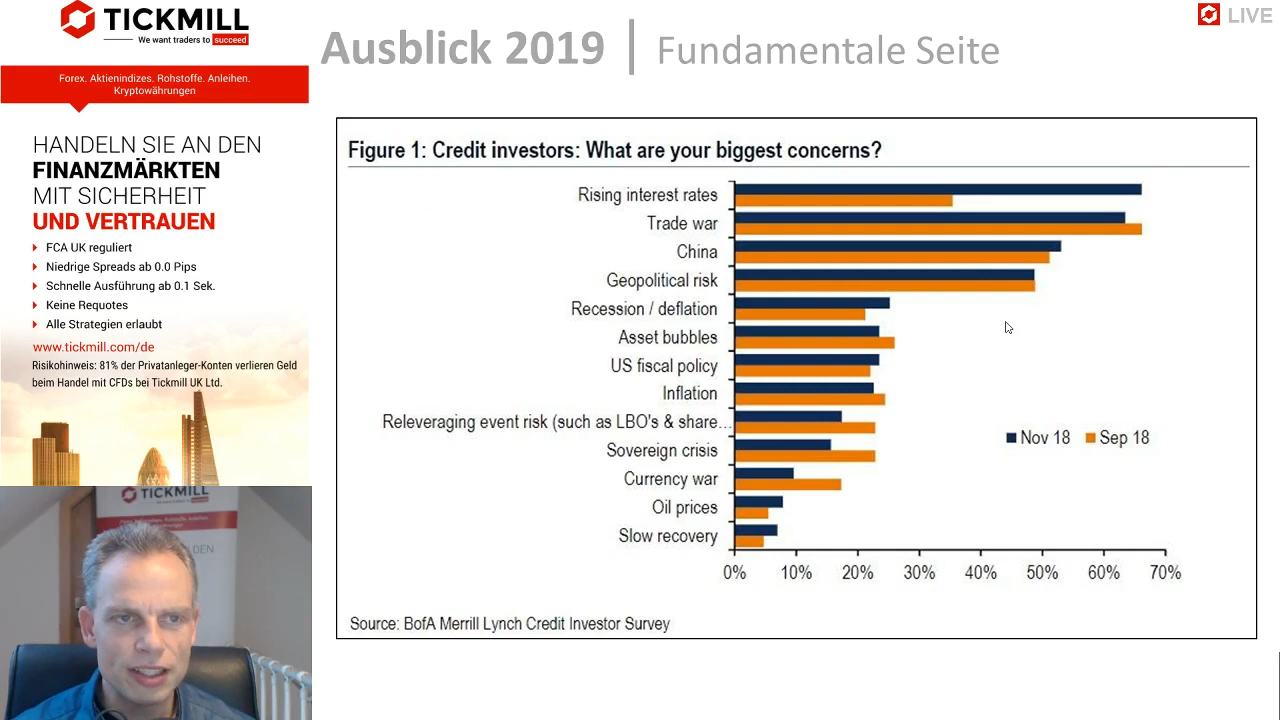 TICKMILL
We want traders to succeed
Forex. Aktienindizes. Rohstoffe. Anleihen.
Kryptowährungen
HANDELN SIE AN DEN
FINANZMÄRKTEN
MIT SICHERHEIT
UND VERTRAUEN
FCA UK reguliert
Niedrige Spreads ab 0.0 Pips
Schnelle Ausführung ab 0.1 Sek.
Keine Requotes
Alle Strategien erlaubt
www.tickmill.com/de
Risikohinweis: 81% der Privatanleger-Konten verlieren Geld
beim Handel mit CFDs bei Tickmill UK Ltd.
TICKMILL
Ausblick 2019 | Fundamentale Seite
LIVE
Figure 1: Credit investors: What are your biggest concerns?
Rising interest rates
Trade war
China
Geopolitical risk
Recession / deflation
Asset bubbles
US fiscal policy
Inflation
Releveraging event risk (such as LBO's & share...
Sovereign crisis
Currency war
Oil prices
Slow recovery
Nov 18 Sep 18
0% 10% 20% 30% 40% 50% 60% 70%
Source: BofA Merrill Lynch Credit Investor Survey